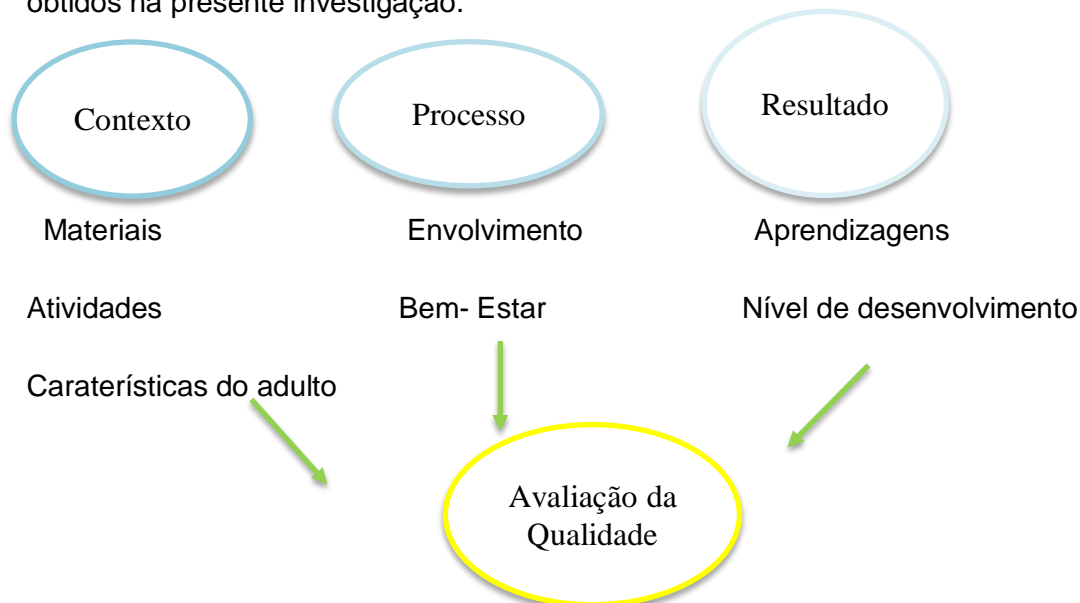 obtidos na presente investigação.
Contexto
Processo
Resultado
Materiais
Envolvimento
Aprendizagens
Atividades
Bem- Estar
Nível de desenvolvimento
Caraterísticas do adulto
Avaliação da
Qualidade